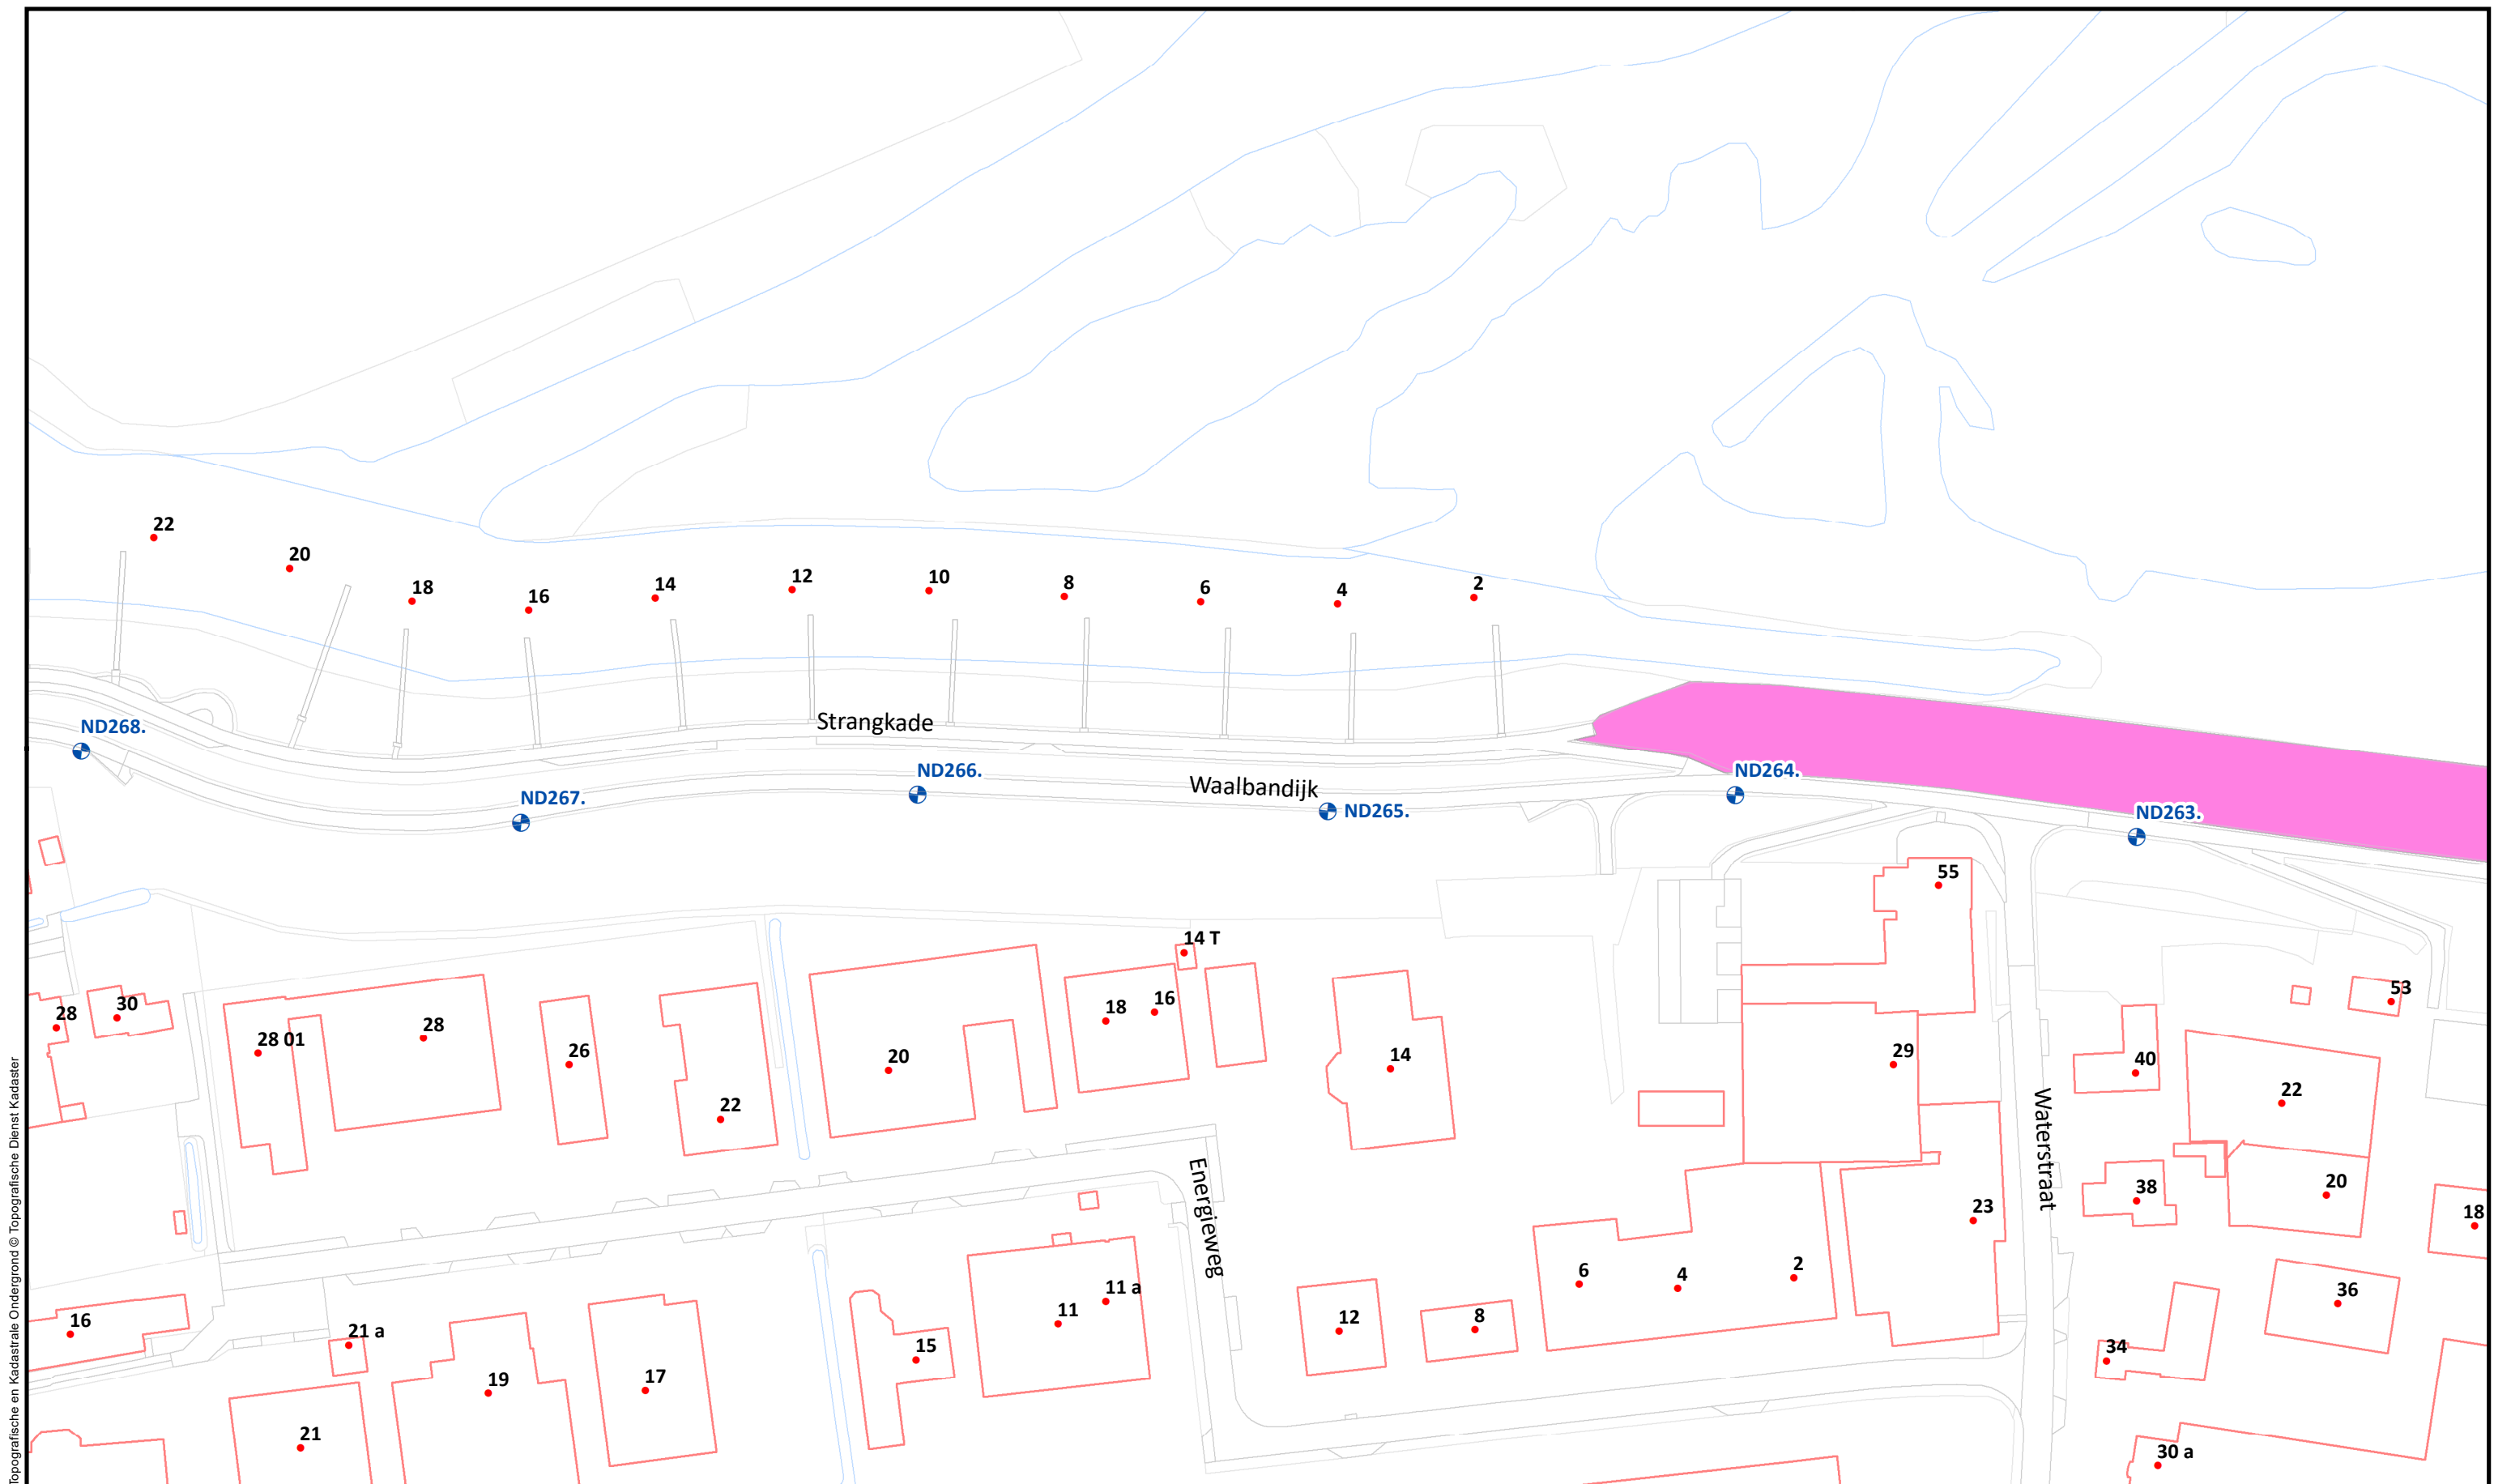 22
20
18
16
14
12
10
8
6
4
2
Strangkade
Waalbandijk
ND268.
ND267.
ND266.
ND265.
ND264.
ND263.
55
14 T
53
28
30
28 01
28
26
22
20
18
16
14
29
40
22
Waterstraat
Energieweg
38
20
18
23
6
4
2
36
16
21 a
19
17
15
11
11 a
12
8
34
21
30 a
Topografische en Kadastrale Ondergrond © Topografische Dienst Kadaster